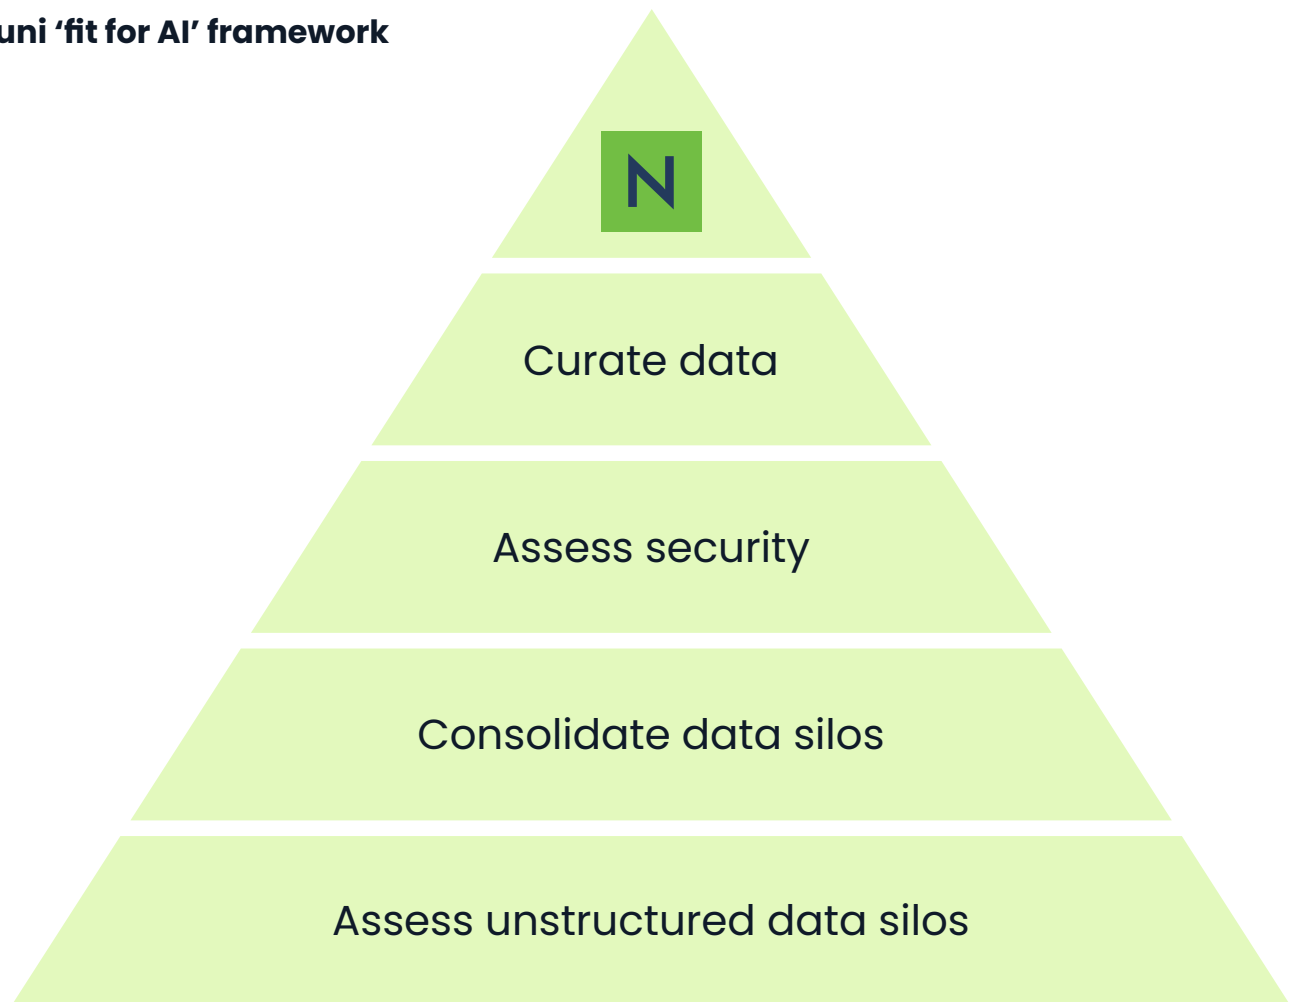 uni ‘fit for AI’ framework
N
Curate data
Assess security
Consolidate data silos
Assess unstructured data silos